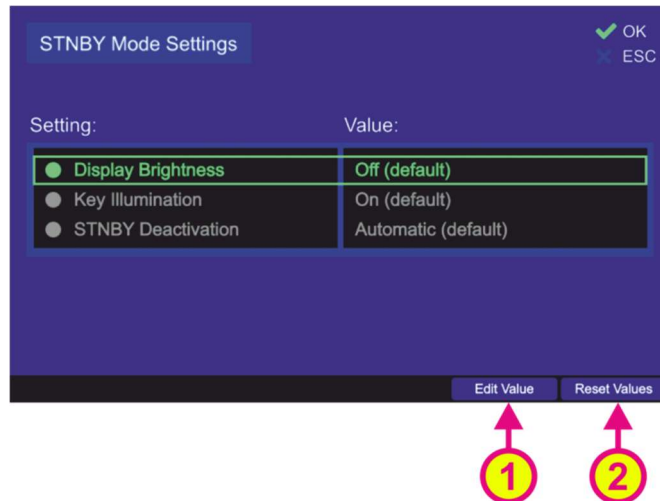 STNBY Mode Settings
OK
ESC
Setting: Value:
Display Brightness Off (default)
Key Illumination On (default)
STNBY Deactivation Automatic (default)
Edit Value Reset Values
1 2